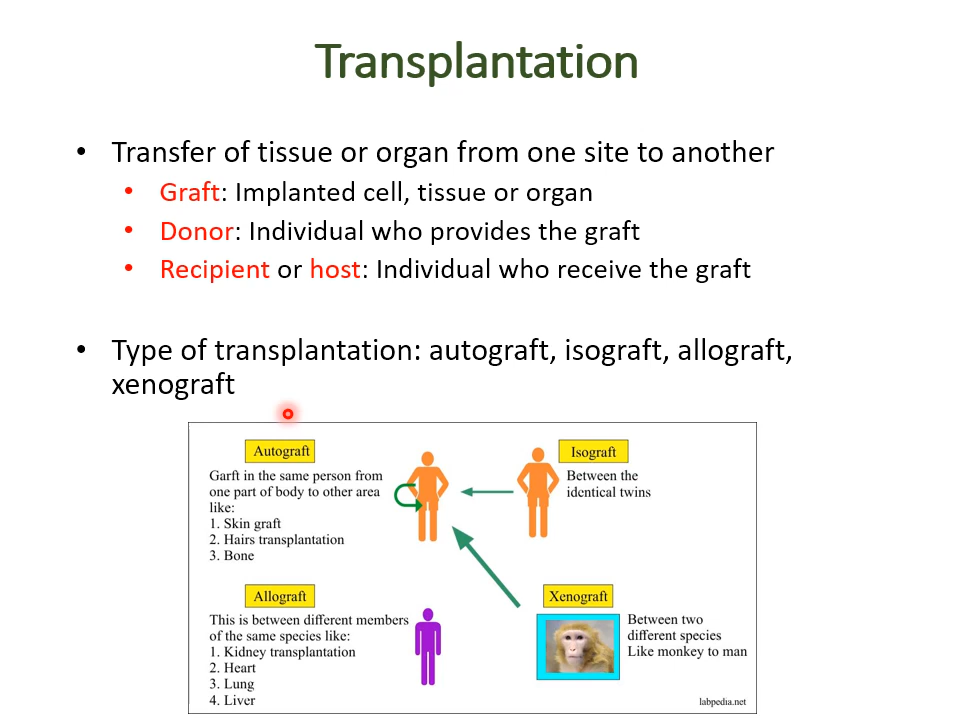 Transplantation
• Transfer of tissue or organ from one site to another
• Graft: Implanted cell, tissue or organ
• Donor: Individual who provides the graft
• Recipient or host: Individual who receive the graft
• Type of transplantation: autograft, isograft, allograft,
xenograft
Autograft
Garft in the same person from
one part of body to other area
like:
1. Skin graft
2. Hairs transplantation
3. Bone
Isograft
Between the
identical twins
Allograft
This is between different members
of the same species like:
1. Kidney transplantation
2. Heart
3. Lung
4. Liver
Xenograft
Between two
different species
Like monkey to man
labpedia.net